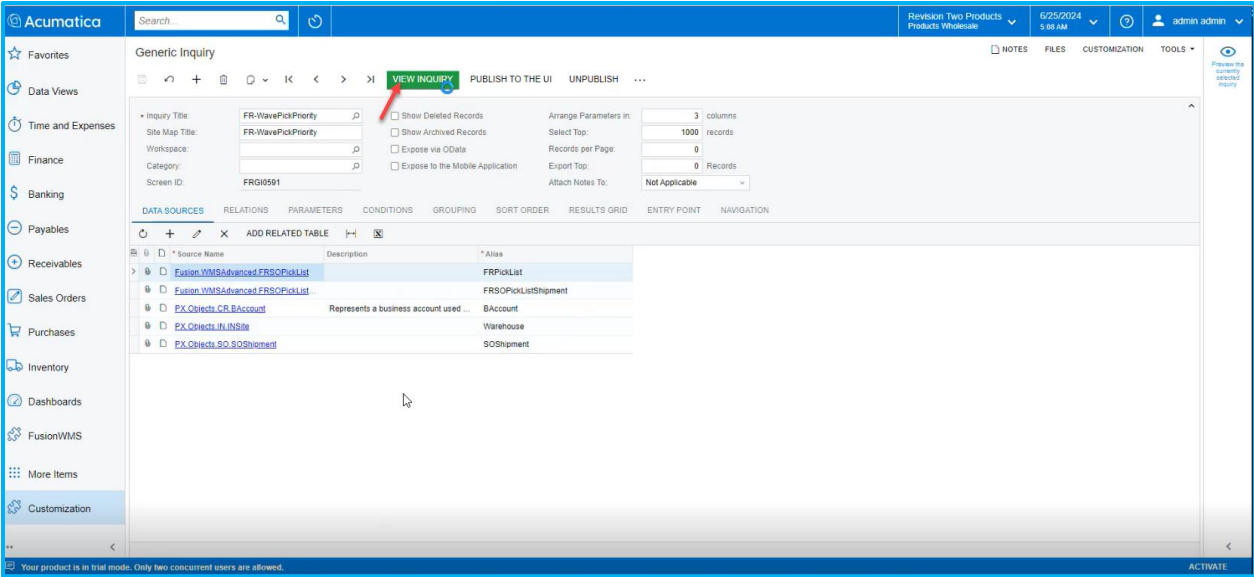 Acumatica
Search...
Revision Two Products
Products Wholesale
6/25/2024
5:08 AM
?
admin admin
Favorites
Data Views
Time and Expenses
Finance
Banking
Payables
Receivables
Sales Orders
Purchases
Inventory
Dashboards
FusionWMS
More Items
Customization
Generic Inquiry
NOTES FILES CUSTOMIZATION TOOLS
VIEW INQUIRY PUBLISH TO THE UI UNPUBLISH ...
Preview the
currently
selected
inquiry
* Inquiry Title: FR-WavePickPriority Show Deleted Records Arrange Parameters in: 3 columns
Site Map Title: FR-WavePickPriority Show Archived Records Select Top: 1000 records
Workspace: Expose via OData Records per Page: 0
Category: Expose to the Mobile Application Export Top: 0 Records
Screen ID: FRGI0591 Attach Notes To: Not Applicable
DATA SOURCES RELATIONS PARAMETERS CONDITIONS GROUPING SORT ORDER RESULTS GRID ENTRY POINT NAVIGATION
ADD RELATED TABLE
* Source Name Description * Alias
Fusion.WMSAdvanced.FRSOPickList FRPickList
Fusion.WMSAdvanced.FRSOPickList... FRSOPickListShipment
PX.Objects.CR.BAccount Represents a business account used ... BAccount
PX.Objects.IN.INSite Warehouse
PX.Objects.SO.SOShipment SOShipment
Your product is in trial mode. Only two concurrent users are allowed. ACTIVATE